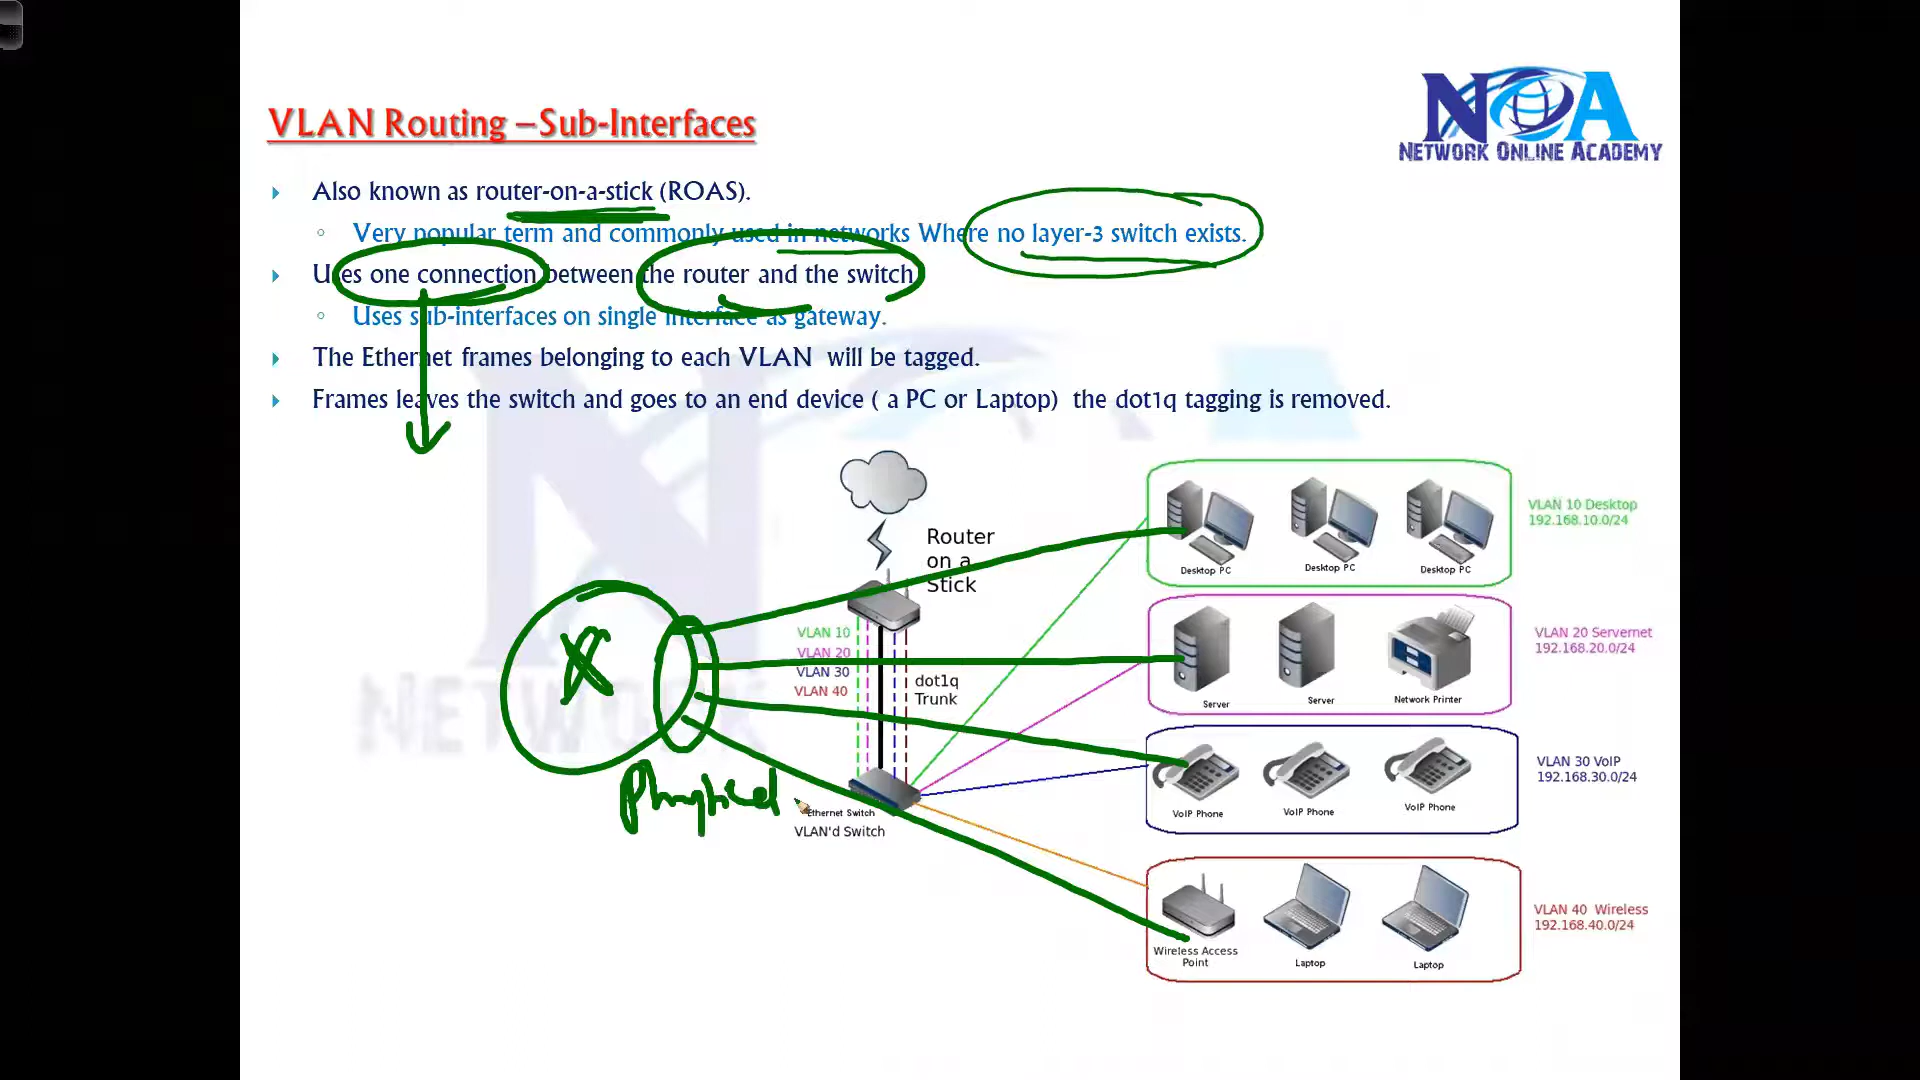 NOA
NETWORK ONLINE ACADEMY
VLAN Routing –Sub-Interfaces
Also known as router-on-a-stick (ROAS).
Very popular term and commonly used in networks Where no layer-3 switch exists.
Uses one connection between the router and the switch
Uses sub-interfaces on single interface as gateway.
The Ethernet frames belonging to each VLAN will be tagged.
Frames leaves the switch and goes to an end device ( a PC or Laptop) the dot1q tagging is removed.
Router
on a
Stick
VLAN 10
VLAN 20
VLAN 30
VLAN 40
dot1q
Trunk
Ethernet Switch
VLAN'd Switch
Desktop PC
Desktop PC
Desktop PC
VLAN 10 Desktop
192.168.10.0/24
Server
Server
Network Printer
VLAN 20 Servernet
192.168.20.0/24
VoIP Phone
VoIP Phone
VoIP Phone
VLAN 30 VoIP
192.168.30.0/24
Wireless Access
Point
Laptop
Laptop
VLAN 40 Wireless
192.168.40.0/24
X
Physical
N
NETWORK